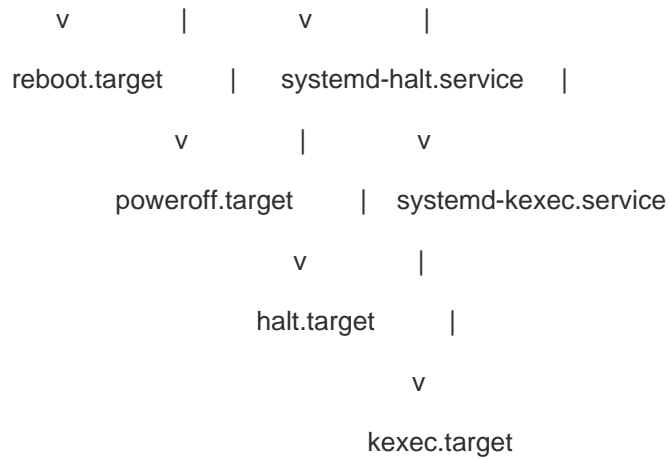 v | v |
reboot.target | systemd-halt.service |
v | v
poweroff.target | systemd-kexec.service
v |
halt.target |
v
kexec.target